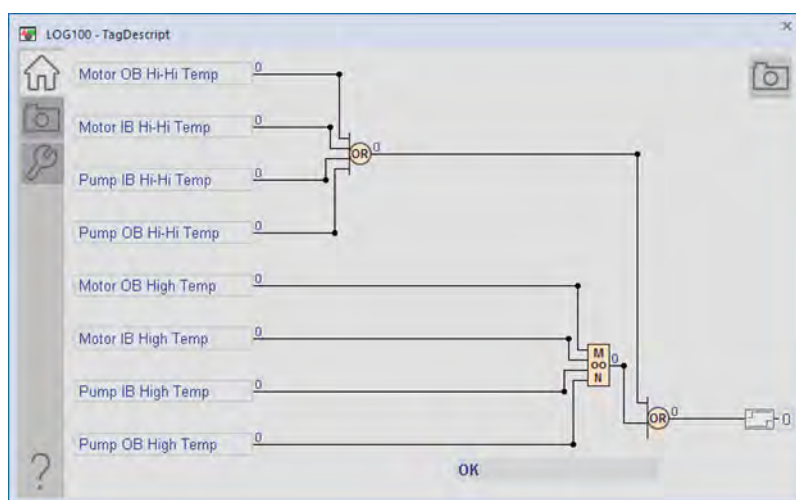 LOG100 - TagDescript
×
Motor OB Hi-Hi Temp 0
Motor IB Hi-Hi Temp 0
OR 0
Pump IB Hi-Hi Temp 0
Pump OB Hi-Hi Temp 0
Motor OB High Temp 0
Motor IB High Temp 0
M
oo 0
N
Pump IB High Temp 0
OR 0
0
Pump OB High Temp 0
OK
?